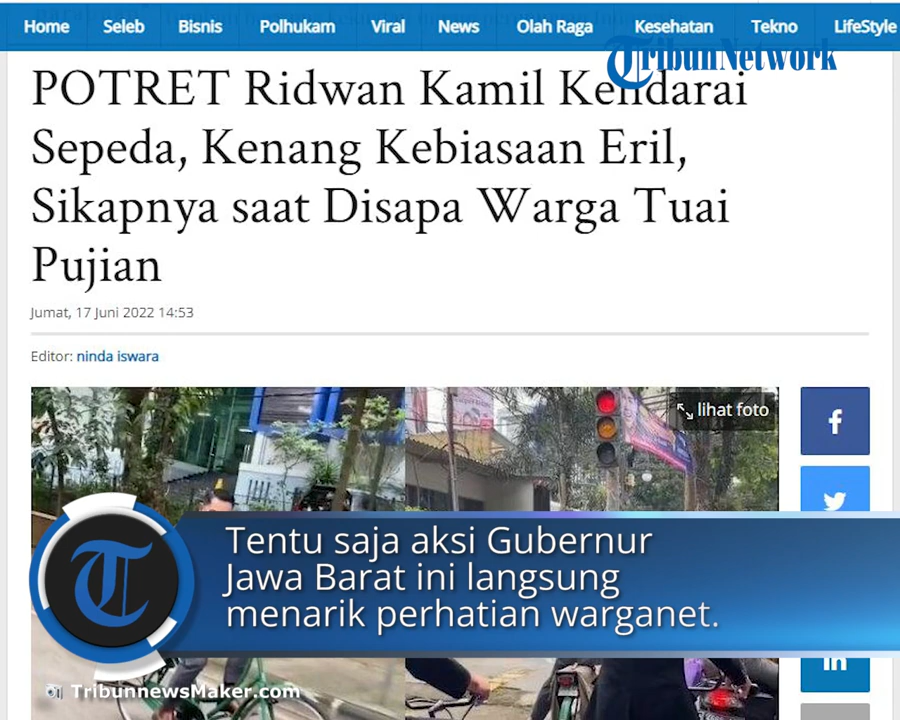 Home Seleb Bisnis Polhukam Viral News Olah Raga Kesehatan Tekno LifeStyle
TribunNetwork
POTRET Ridwan Kamil Kendarai
Sepeda, Kenang Kebiasaan Eril,
Sikapnya saat Disapa Warga Tuai
Pujian
Jumat, 17 Juni 2022 14:53
Editor: ninda iswara
lihat foto
Tentu saja aksi Gubernur
Jawa Barat ini langsung
menarik perhatian warganet.
TribunnewsMaker.com